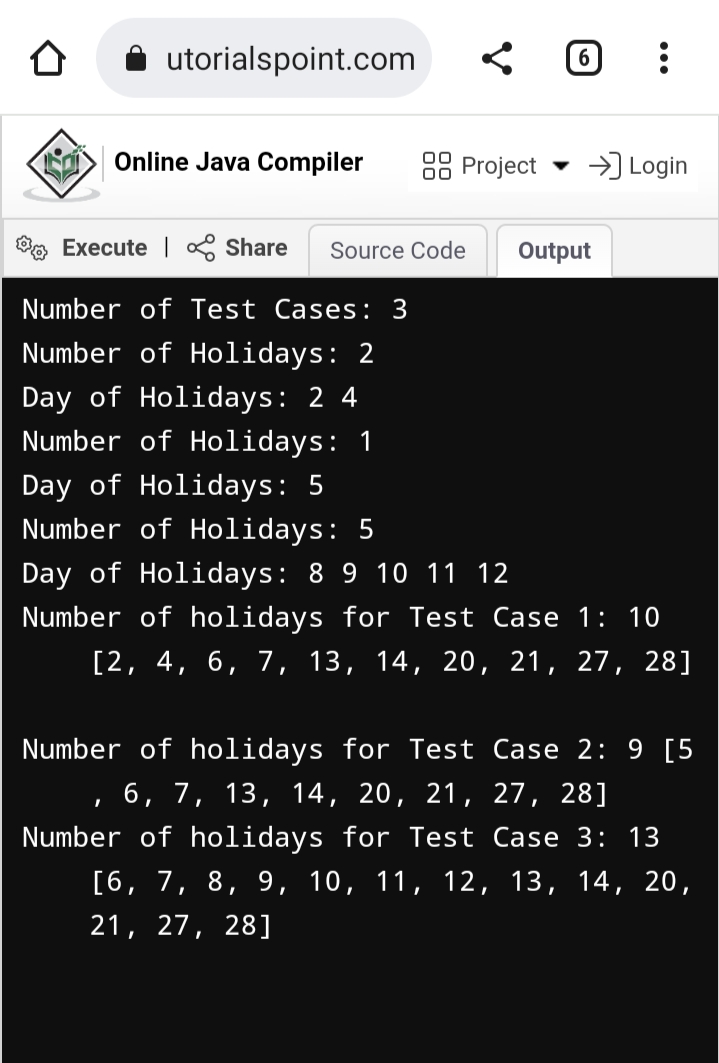 utorialspoint.com
6
Online Java Compiler
Project
Login
Execute | Share
Source Code
Output
Number of Test Cases: 3
Number of Holidays: 2
Day of Holidays: 2 4
Number of Holidays: 1
Day of Holidays: 5
Number of Holidays: 5
Day of Holidays: 8 9 10 11 12
Number of holidays for Test Case 1: 10
[2, 4, 6, 7, 13, 14, 20, 21, 27, 28]
Number of holidays for Test Case 2: 9 [5
, 6, 7, 13, 14, 20, 21, 27, 28]
Number of holidays for Test Case 3: 13
[6, 7, 8, 9, 10, 11, 12, 13, 14, 20,
21, 27, 28]